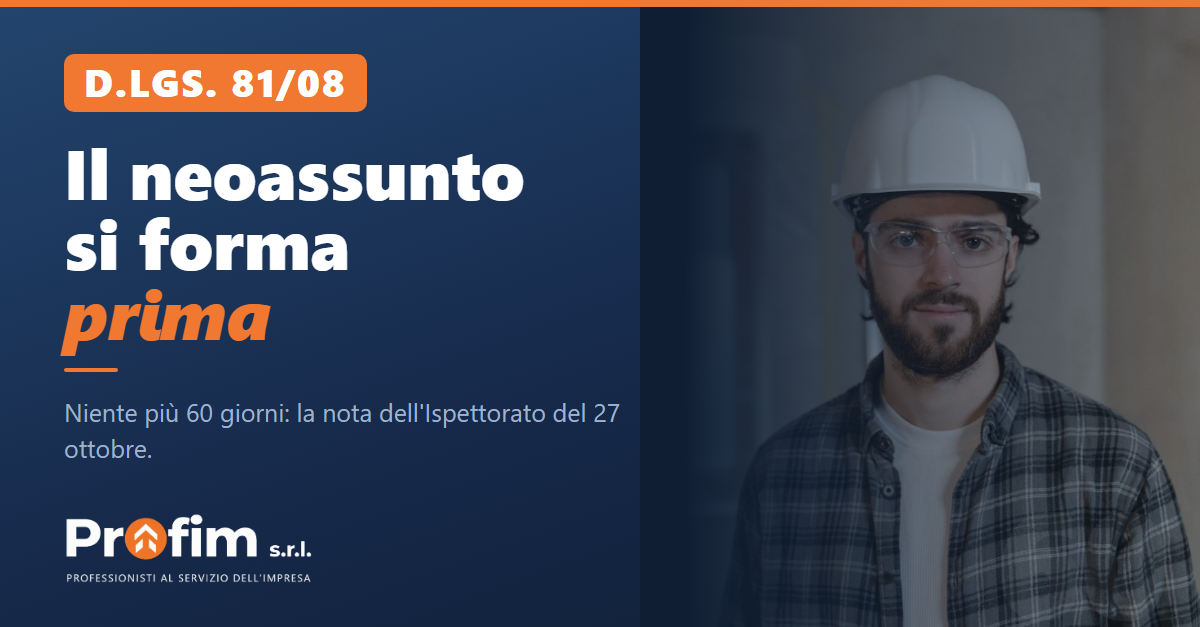 D.LGS. 81/08
Il neoassunto
si forma
prima
Niente più 60 giorni: la nota dell'Ispettorato del 27
ottobre.
Profim s.r.l.
PROFESSIONISTI AL SERVIZIO DELL'IMPRESA